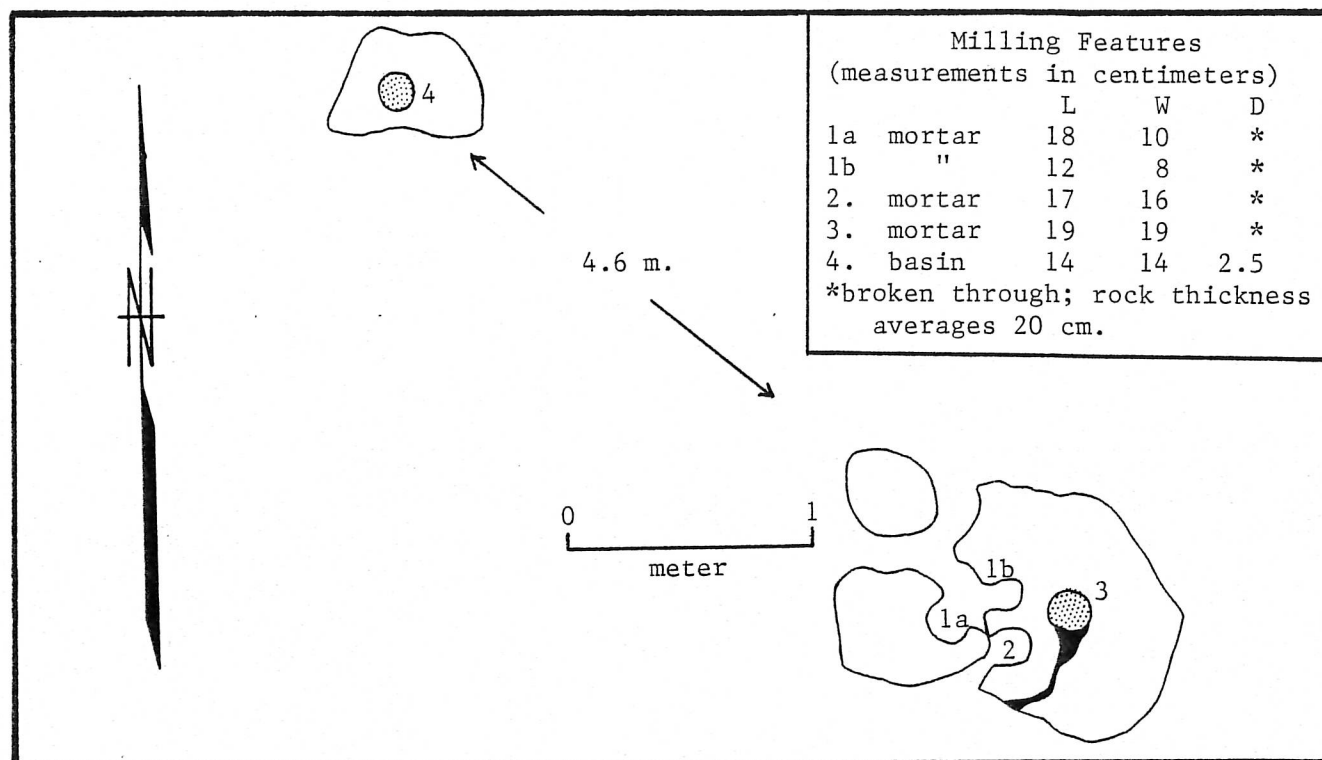 Milling Features
(measurements in centimeters)
L W D
1a mortar 18 10 *
1b " 12 8 *
2. mortar 17 16 *
3. mortar 19 19 *
4. basin 14 14 2.5
*broken through; rock thickness
averages 20 cm.
4
N
4.6 m.
0 1
meter
1b
3
1a
2